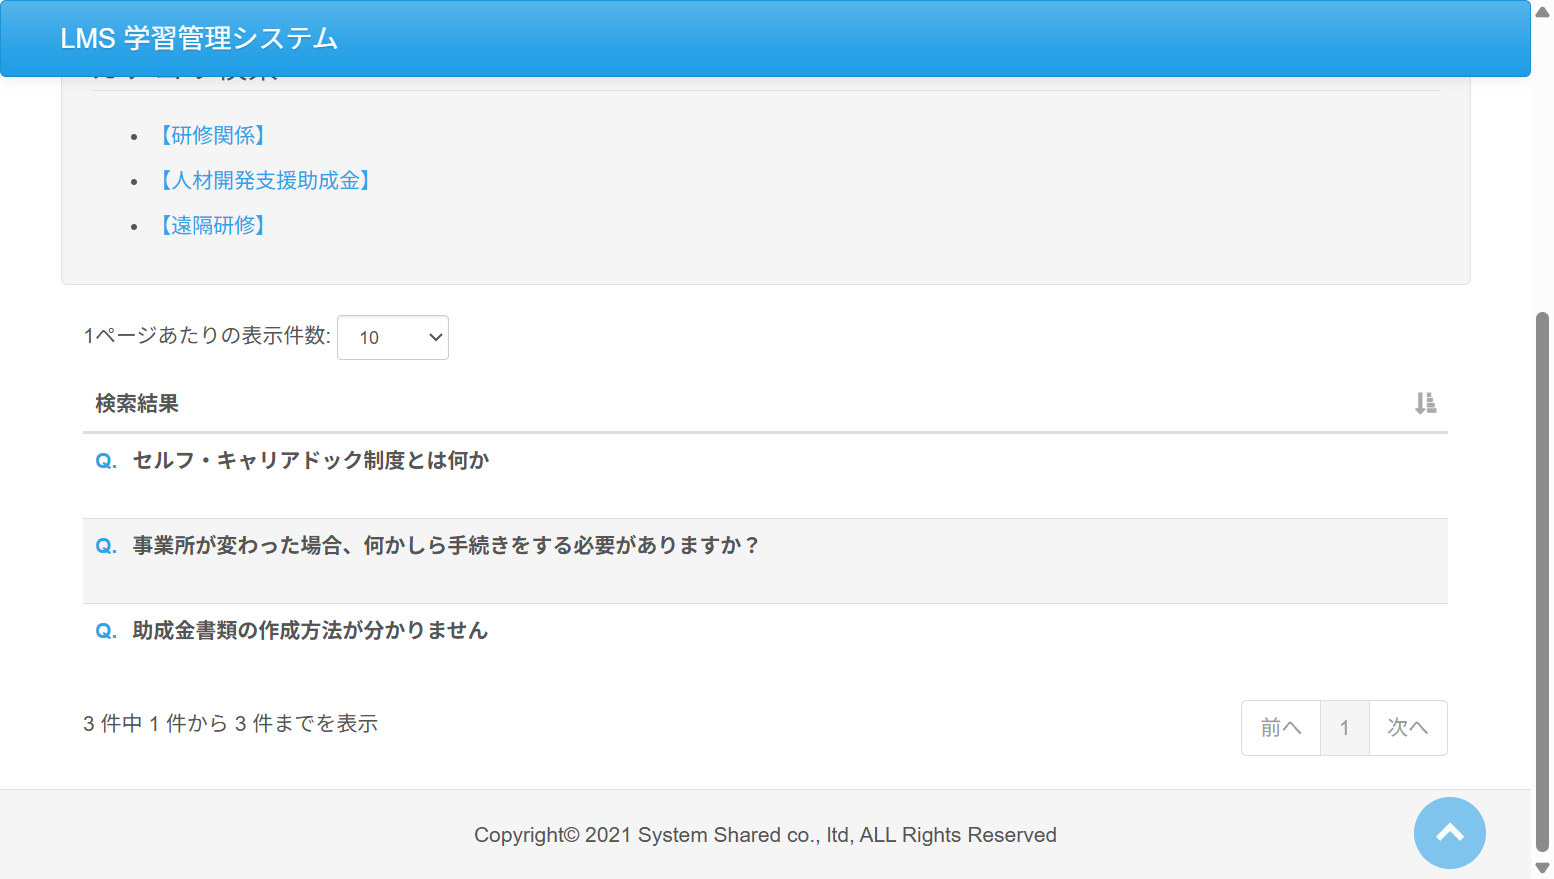 LMS 学習管理システム
【研修関係】
【人材開発支援助成金】
【遠隔研修】
1ページあたりの表示件数: 10
検索結果
Q. セルフ・キャリアドック制度とは何か
Q. 事業所が変わった場合、何かしら手続きをする必要がありますか？
Q. 助成金書類の作成方法が分かりません
3 件中 1 件から 3 件までを表示
前へ 1 次へ
Copyright© 2021 System Shared co., ltd, ALL Rights Reserved